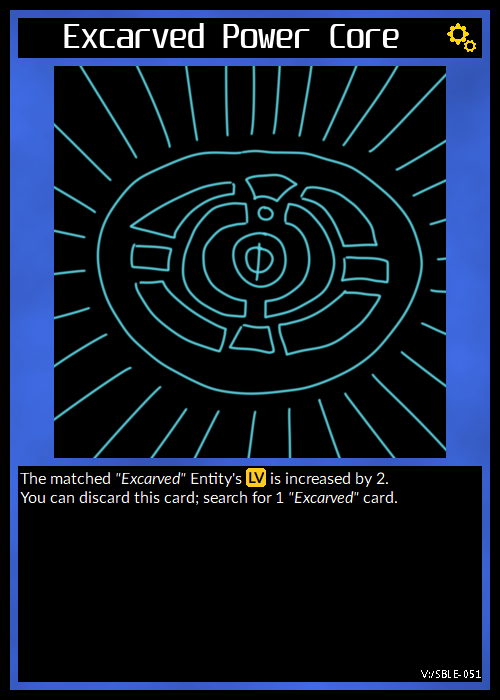 Excarved Power Core
The matched "Excarved" Entity's LV is increased by 2.
You can discard this card; search for 1 "Excarved" card.
V:/SBLE-051